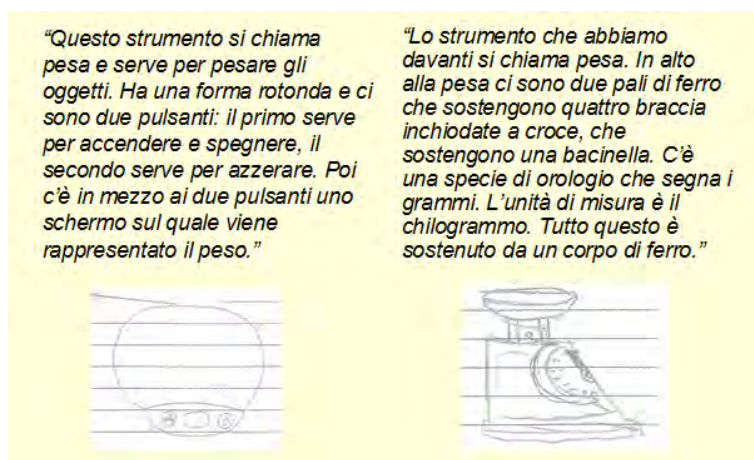 “Questo strumento si chiama
pesa e serve per pesare gli
oggetti. Ha una forma rotonda e ci
sono due pulsanti: il primo serve
per accendere e spegnere, il
secondo serve per azzerare. Poi
c’è in mezzo ai due pulsanti uno
schermo sul quale viene
rappresentato il peso.”
“Lo strumento che abbiamo
davanti si chiama pesa. In alto
alla pesa ci sono due pali di ferro
che sostengono quattro braccia
inchiodate a croce, che
sostengono una bacinella. C’è
una specie di orologio che segna i
grammi. L’unità di misura è il
chilogrammo. Tutto questo è
sostenuto da un corpo di ferro.”